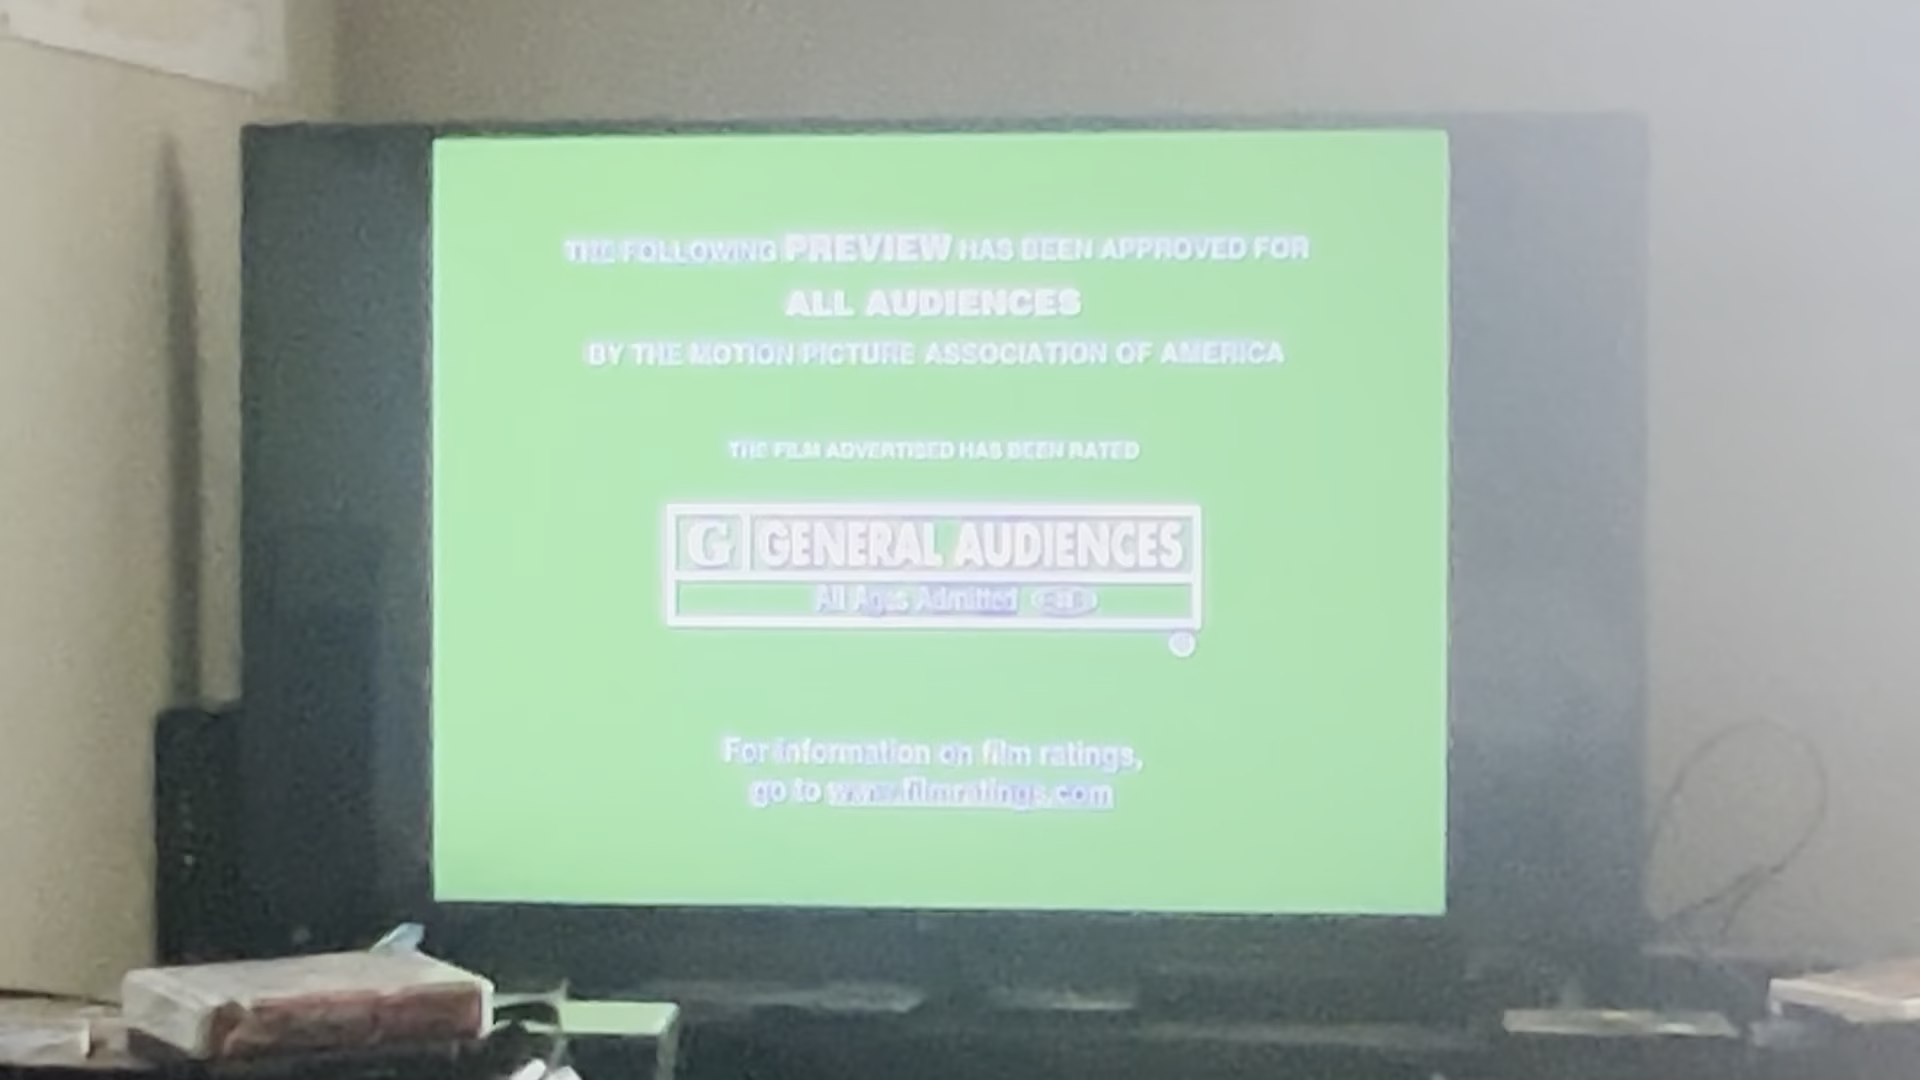 THE FOLLOWING PREVIEW HAS BEEN APPROVED FOR
ALL AUDIENCES
BY THE MOTION PICTURE ASSOCIATION OF AMERICA
THE FILM ADVERTISED HAS BEEN RATED
G GENERAL AUDIENCES
All Ages Admitted
For information on film ratings,
go to www.filmratings.com